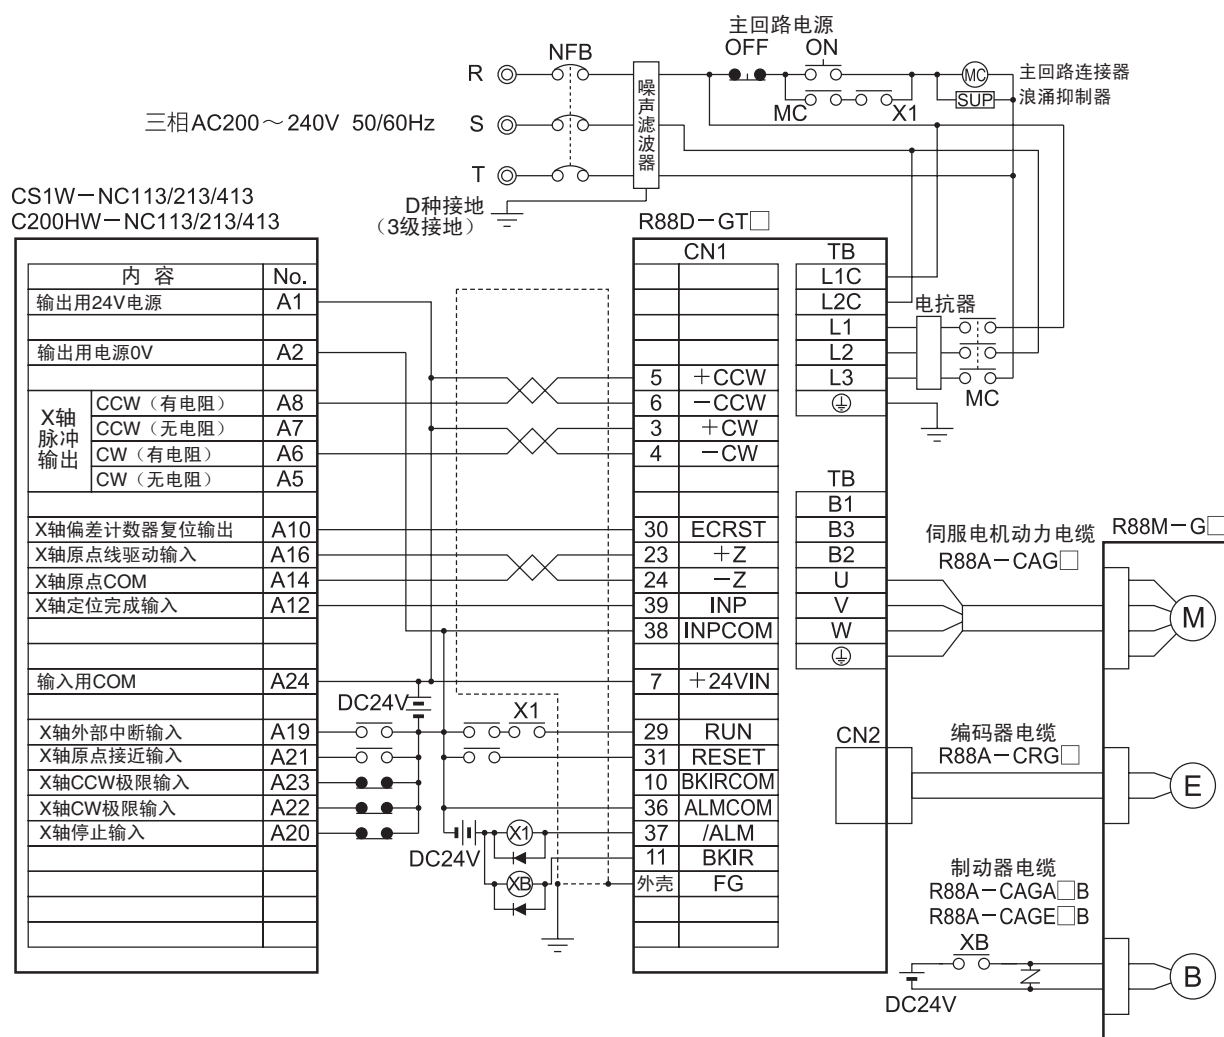 主回路电源
OFF ON
NFB
R
MC
主回路连接器
SUP
浪涌抑制器
MC X1
噪声滤波器
三相AC200～240V 50/60Hz S
T
D种接地
（3级接地）
CS1W－NC113/213/413
C200HW－NC113/213/413
R88D－GT□
内 容 No.
输出用24V电源 A1
输出用电源0V A2
X轴脉冲输出
CCW（有电阻） A8
CCW（无电阻） A7
CW（有电阻） A6
CW（无电阻） A5
X轴偏差计数器复位输出 A10
X轴原点线驱动输入 A16
X轴原点COM A14
X轴定位完成输入 A12
输入用COM A24
X轴外部中断输入 A19
X轴原点接近输入 A21
X轴CCW极限输入 A23
X轴CW极限输入 A22
X轴停止输入 A20
DC24V
X1
DC24V
X1
XB
CN1
5 ＋CCW
6 －CCW
3 ＋CW
4 －CW
30 ECRST
23 ＋Z
24 －Z
39 INP
38 INPCOM
7 ＋24VIN
29 RUN
31 RESET
10 BKIRCOM
36 ALMCOM
37 /ALM
11 BKIR
外壳 FG
TB
L1C
L2C
L1
L2
L3
电抗器
MC
TB
B1
B3
B2
U
V
W
CN2
伺服电机动力电缆
R88A－CAG□
R88M－G□
M
编码器电缆
R88A－CRG□
E
制动器电缆
R88A－CAGA□B
R88A－CAGE□B
XB
DC24V
B